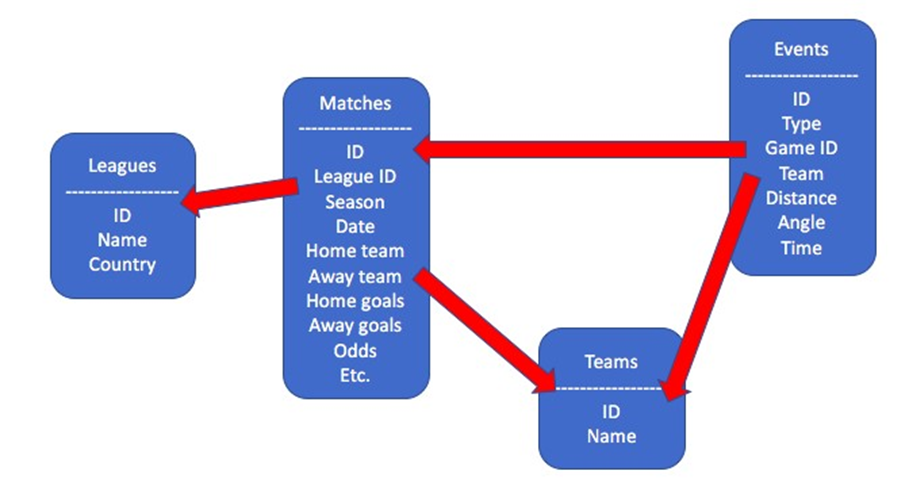 Leagues
--------------------
ID
Name
Country
Matches
--------------------
ID
League ID
Season
Date
Home team
Away team
Home goals
Away goals
Odds
Etc.
Events
--------------------
ID
Type
Game ID
Team
Distance
Angle
Time
Teams
--------------------
ID
Name